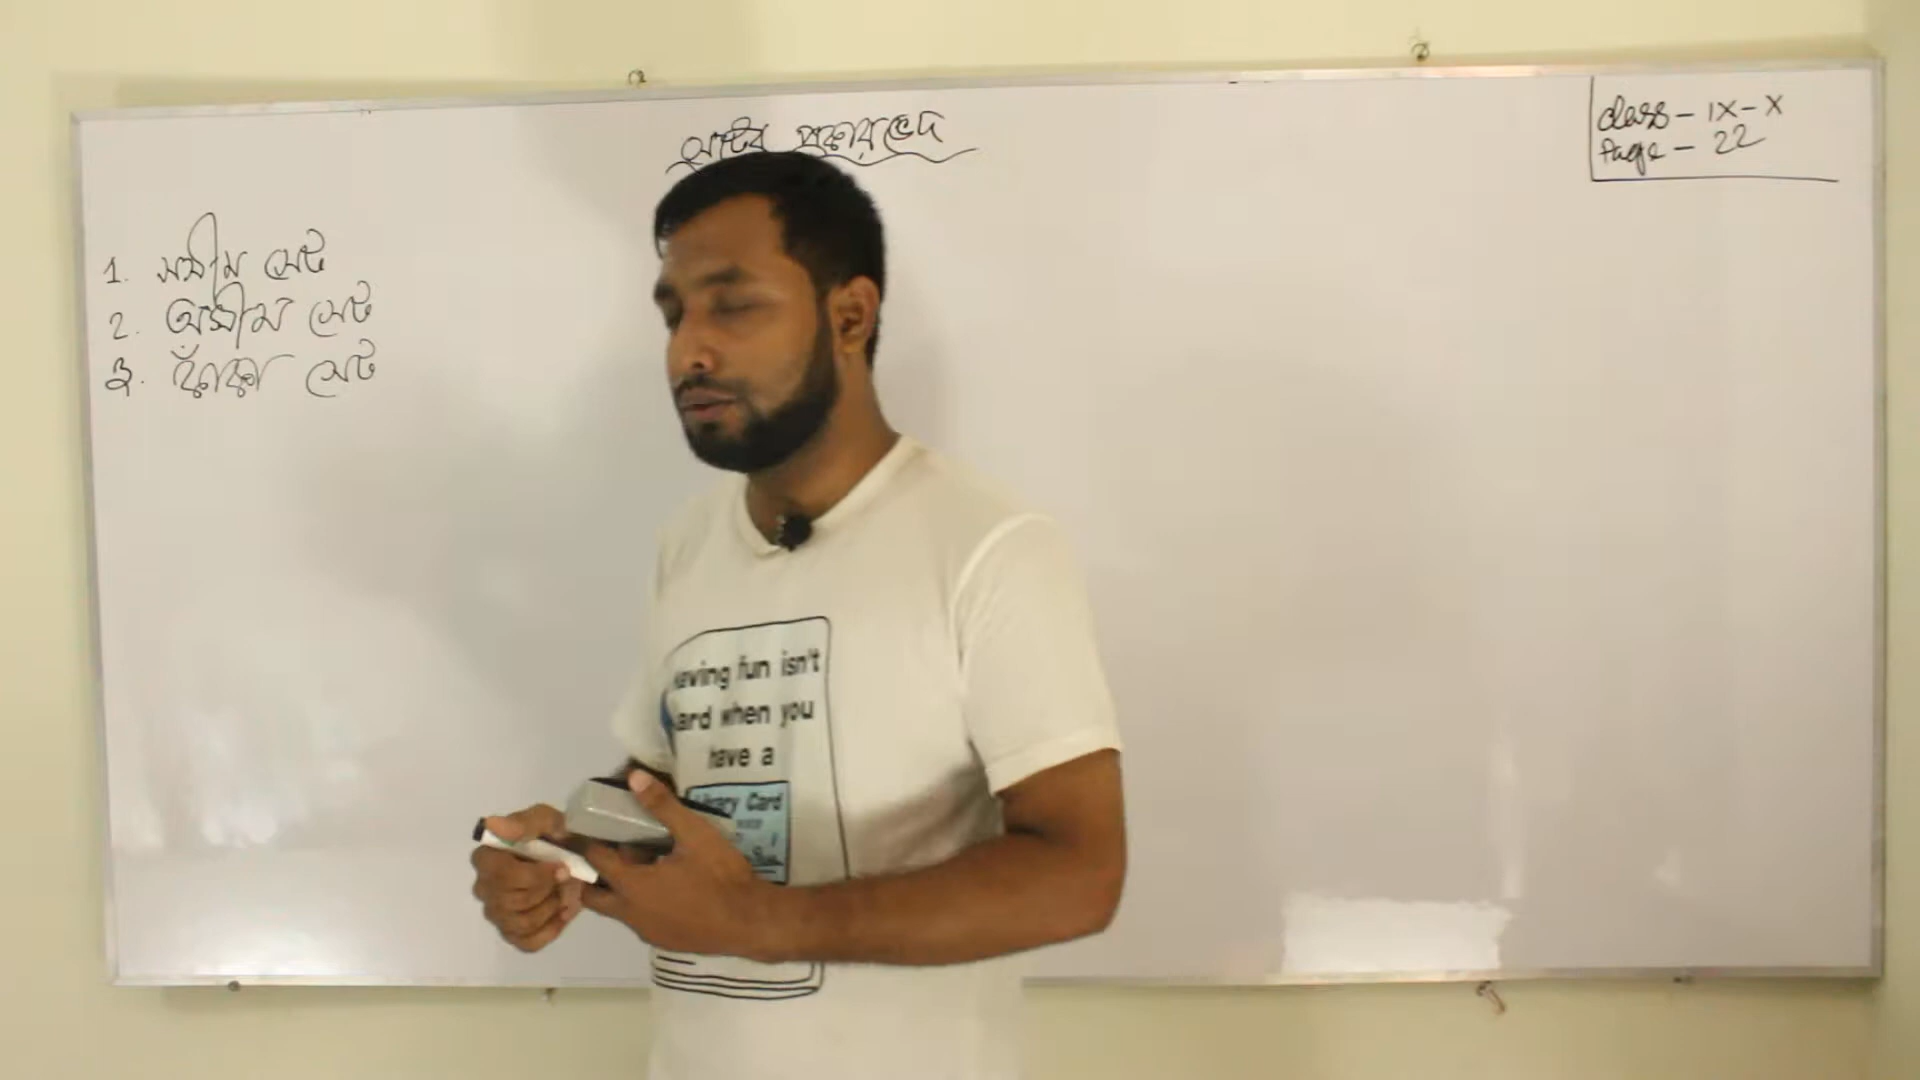 সেটের প্রকারভেদ
class - IX - X
Page - 22
1. সসীম সেট
2. অসীম সেট
3. ফাঁকা সেট
Having fun isn't
ard when you
have a
Library Card